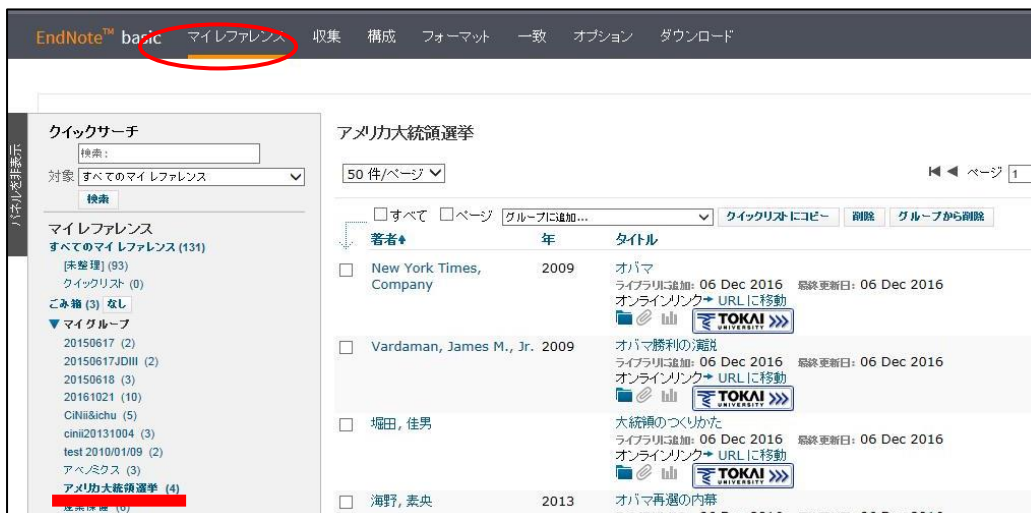 EndNote™ basic マイレファレンス 収集 構成 フォーマット 一致 オプション ダウンロード
パネルを非表示
クイックサーチ
検索:
対象 すべてのマイレファレンス
検索
マイレファレンス
すべてのマイレファレンス (131)
[未整理] (93)
クイックリスト (0)
ごみ箱 (3) なし
▼マイグループ
20150617 (2)
20150617JDIII (2)
20150618 (3)
20161021 (10)
CiNii&ichu (5)
cinii20131004 (3)
test 2010/01/09 (2)
アベノミクス (3)
アメリカ大統領選挙 (4)
アメリカ大統領選挙
50 件/ページ
ページ 1
すべて ページ グループに追加... クイックリストにコピー 削除 グループから削除
著者 年 タイトル
New York Times, Company 2009 オバマ
ライブラリに追加: 06 Dec 2016 最終更新日: 06 Dec 2016
オンラインリンク➔ URL に移動
TOKAI UNIVERSITY >>>
Vardaman, James M., Jr. 2009 オバマ勝利の演説
ライブラリに追加: 06 Dec 2016 最終更新日: 06 Dec 2016
オンラインリンク➔ URL に移動
TOKAI UNIVERSITY >>>
堀田, 佳男 大統領のつくりかた
ライブラリに追加: 06 Dec 2016 最終更新日: 06 Dec 2016
オンラインリンク➔ URL に移動
TOKAI UNIVERSITY >>>
海野, 素央 2013 オバマ再選の内幕